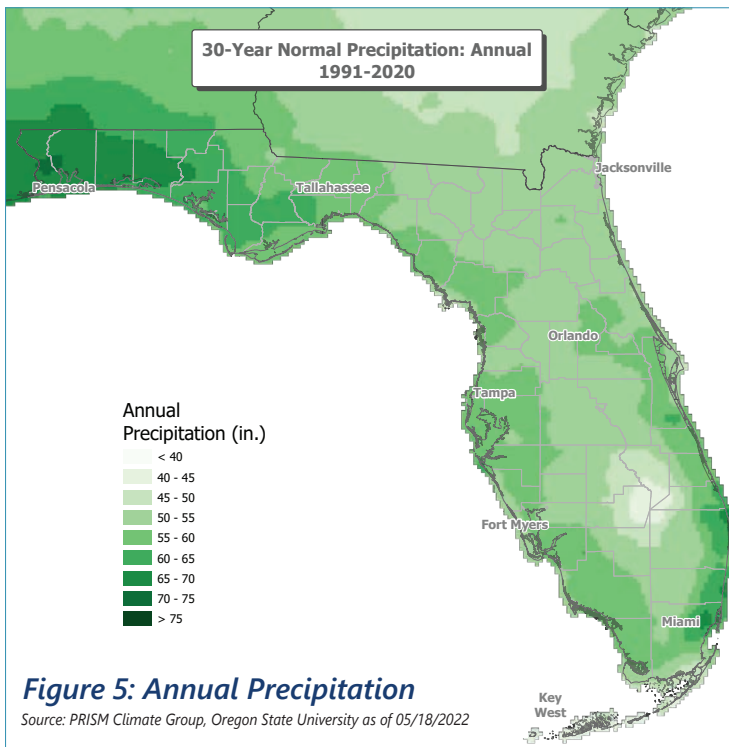 30-Year Normal Precipitation: Annual
1991-2020
Jacksonville
Pensacola
Tallahassee
Orlando
Tampa
Annual
Precipitation (in.)
< 40
40 - 45
45 - 50
50 - 55
55 - 60
60 - 65
65 - 70
70 - 75
> 75
Fort Myers
Miami
Key
West
Figure 5: Annual Precipitation
Source: PRISM Climate Group, Oregon State University as of 05/18/2022